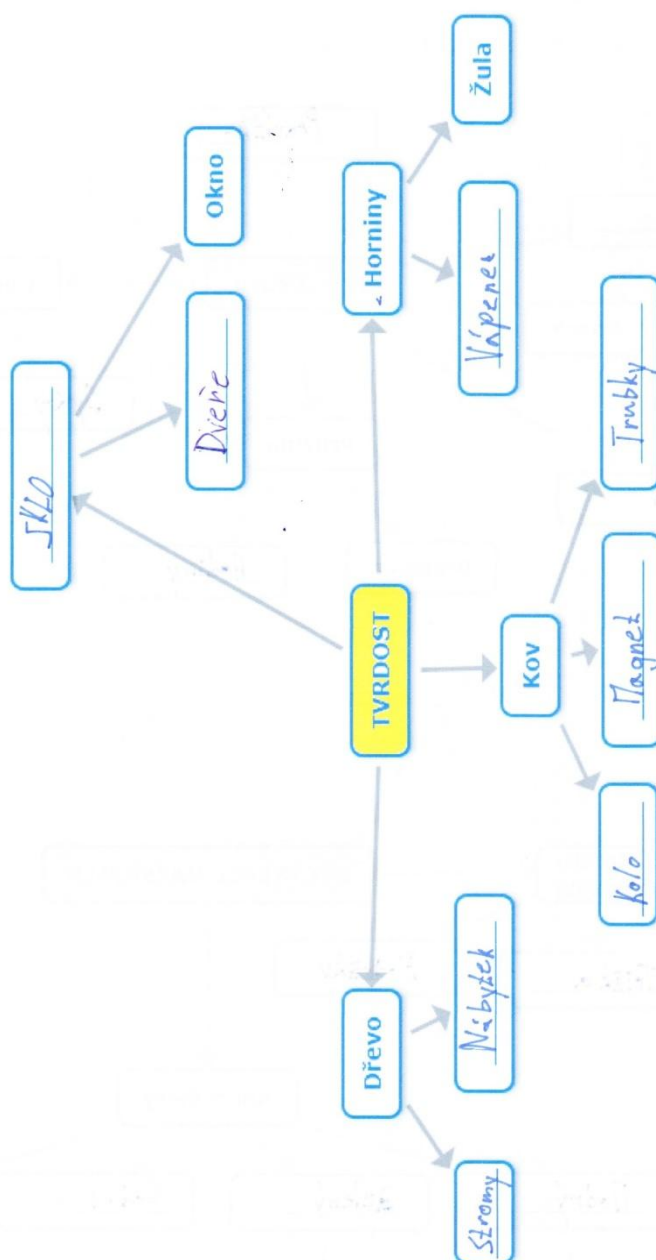 SKLO
Dveře
Okno
TVRDOST
Dřevo
Stromy
Nábytek
Kov
Kolo
Magnet
Trubky
Horniny
Vápenec
Žula